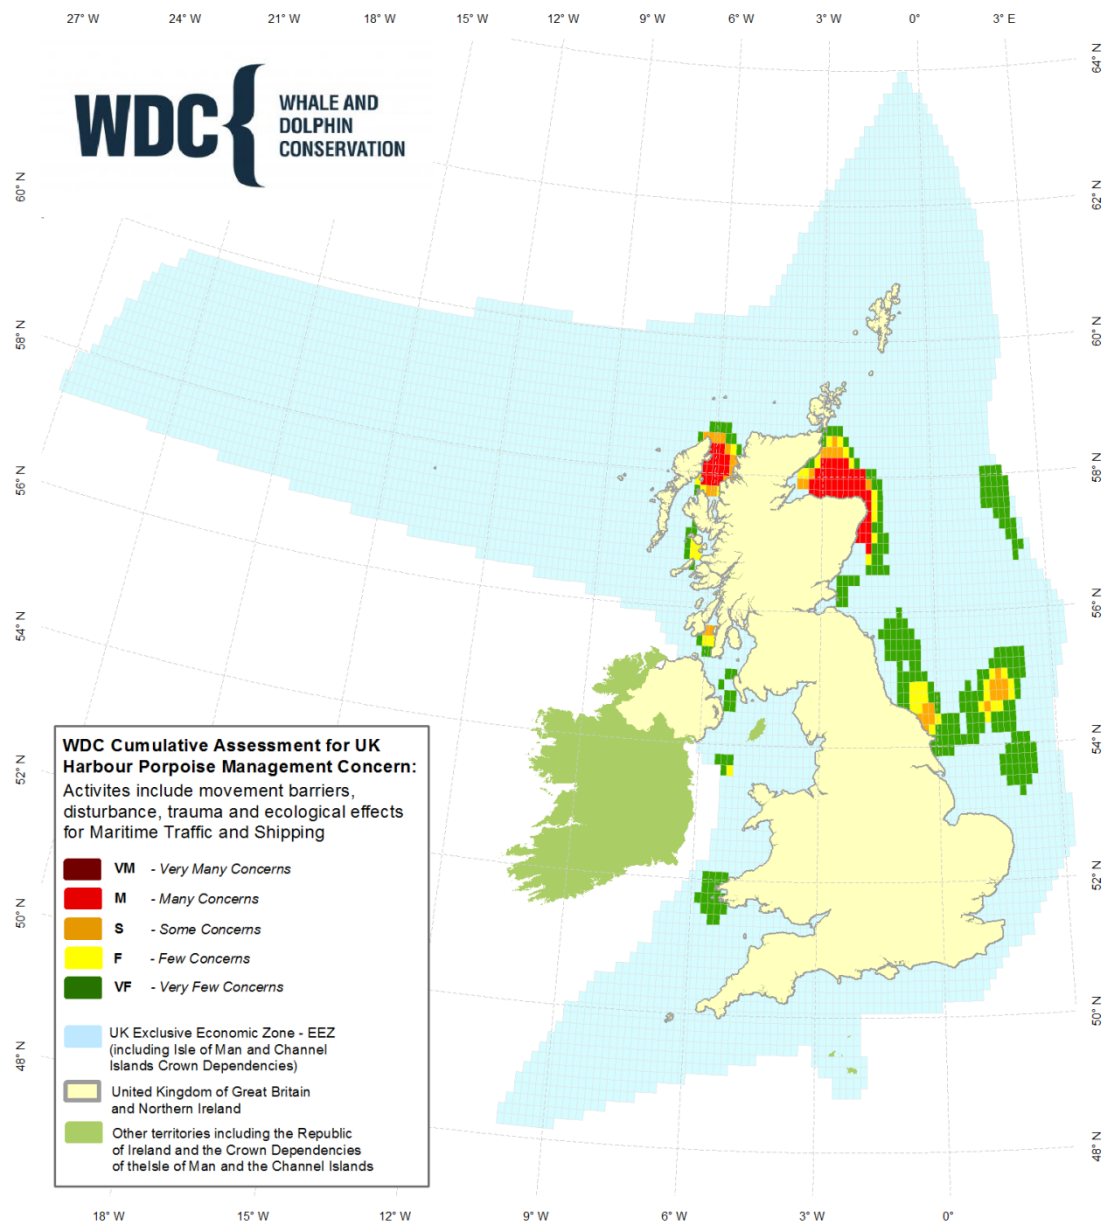 27° W 24° W 21° W 18° W 15° W 12° W 9° W 6° W 3° W 0° 3° E
64° N
WDC
WHALE AND
DOLPHIN
CONSERVATION
60° N
62° N
58° N
60° N
56° N
58° N
54° N
56° N
52° N
54° N
50° N
52° N
48° N
50° N
48° N
WDC Cumulative Assessment for UK
Harbour Porpoise Management Concern:
Activites include movement barriers,
disturbance, trauma and ecological effects
for Maritime Traffic and Shipping
VM - Very Many Concerns
M - Many Concerns
S - Some Concerns
F - Few Concerns
VF - Very Few Concerns
UK Exclusive Economic Zone - EEZ
(including Isle of Man and Channel
Islands Crown Dependencies)
United Kingdom of Great Britain
and Northern Ireland
Other territories including the Republic
of Ireland and the Crown Dependencies
of theIsle of Man and the Channel Islands
18° W 15° W 12° W 9° W 6° W 3° W 0°